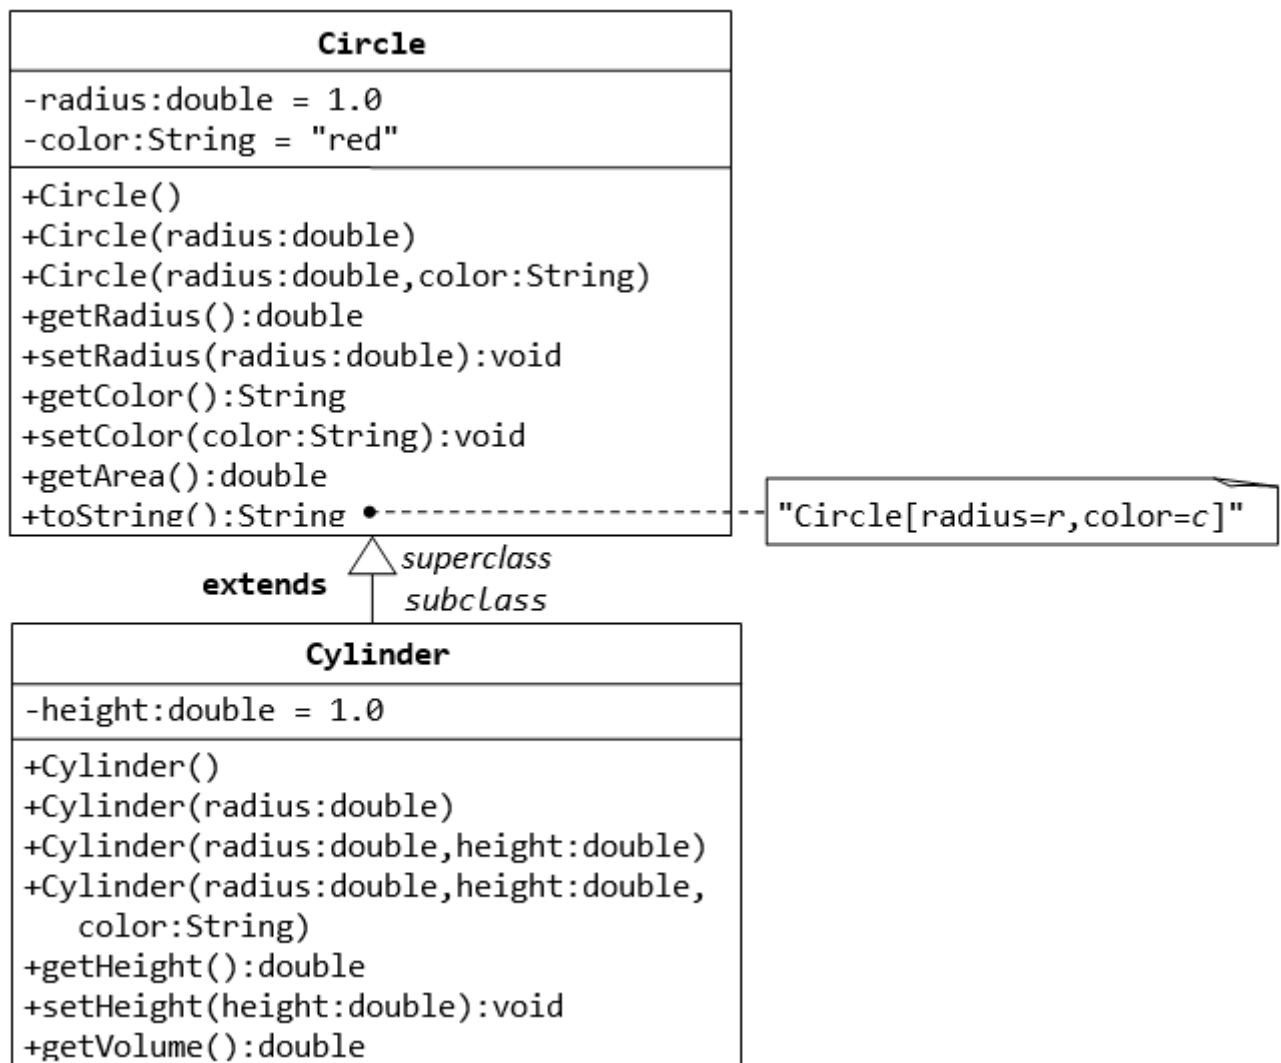 Circle
-radius:double = 1.0
-color:String = "red"
+Circle()
+Circle(radius:double)
+Circle(radius:double,color:String)
+getRadius():double
+setRadius(radius:double):void
+getColor():String
+setColor(color:String):void
+getArea():double
+toString():String
"Circle[radius=r,color=c]"
superclass
extends
subclass
Cylinder
-height:double = 1.0
+Cylinder()
+Cylinder(radius:double)
+Cylinder(radius:double,height:double)
+Cylinder(radius:double,height:double,
color:String)
+getHeight():double
+setHeight(height:double):void
+getVolume():double